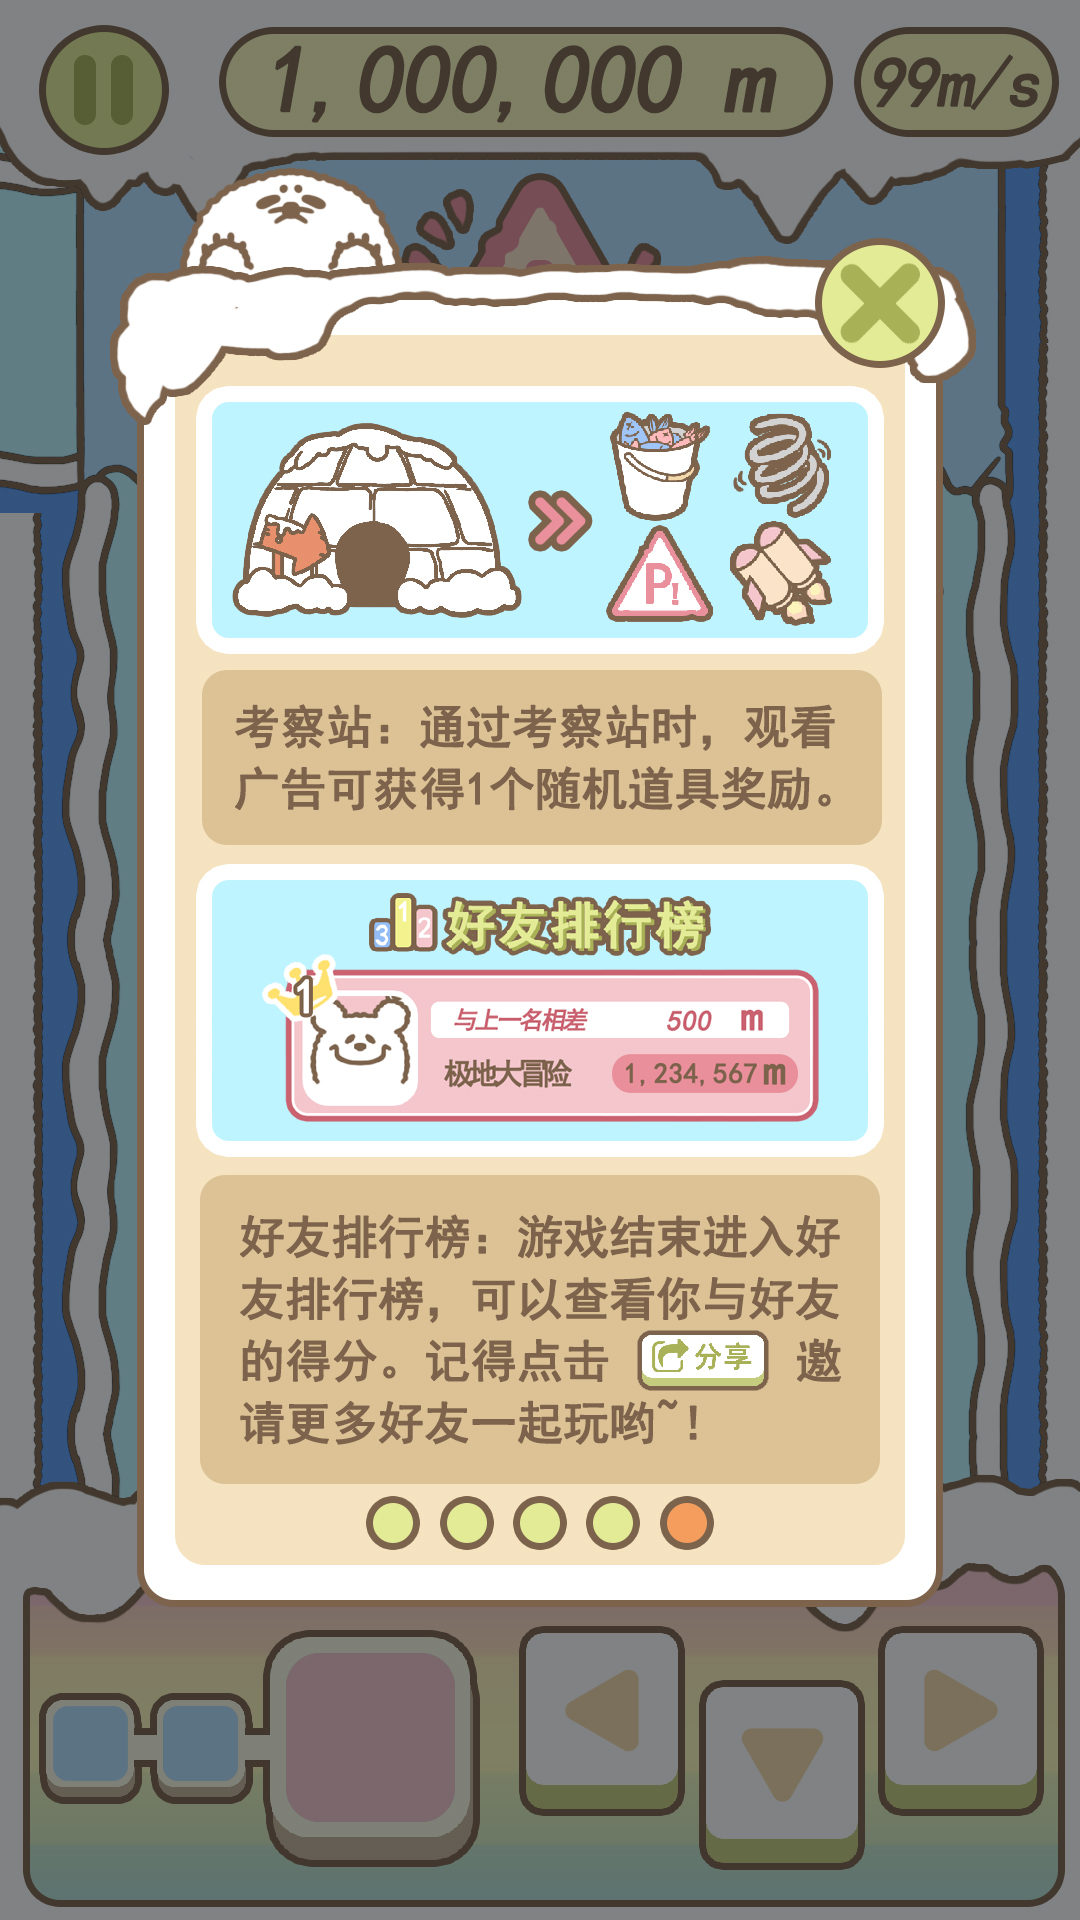 1,000,000 m
99m/s
P!
考察站：通过考察站时，观看
广告可获得1个随机道具奖励。
3 1 2 好友排行榜
1
与上一名相差 500 m
极地大冒险 1,234,567m
好友排行榜：游戏结束进入好
友排行榜，可以查看你与好友
的得分。记得点击 分享 邀
请更多好友一起玩哟~！